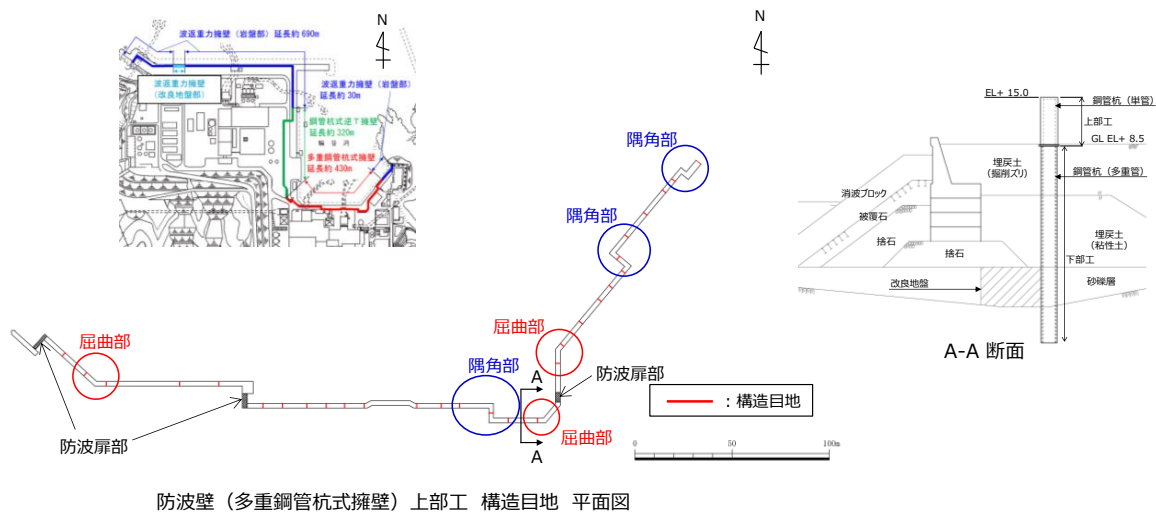 N
波返重力擁壁（岩盤部）延長約690m
波返重力擁壁
（改良地盤部）
波返重力擁壁（岩盤部）
延長約30m
鋼管杭式逆T擁壁
延長約320m
輪谷湾
多重鋼管杭式擁壁
延長約430m
N
隅角部
隅角部
屈曲部
屈曲部
隅角部
A
防波扉部
A
屈曲部
防波扉部
：構造目地
0
50
100m
EL+ 15.0
鋼管杭（単管）
上部工
GL EL+ 8.5
埋戻土
（掘削ズリ）
鋼管杭（多重管）
消波ブロック
被覆石
捨石
捨石
埋戻土
（粘性土）
下部工
改良地盤
砂礫層
A-A 断面
防波壁（多重鋼管杭式擁壁）上部工 構造目地 平面図